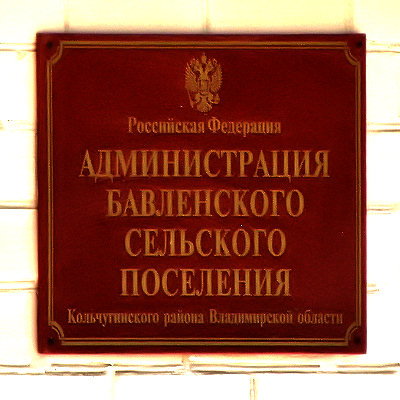 Российская Федерация
АДМИНИСТРАЦИЯ
БАВЛЕНСКОГО
СЕЛЬСКОГО
ПОСЕЛЕНИЯ
Кольчугинского района Владимирской области